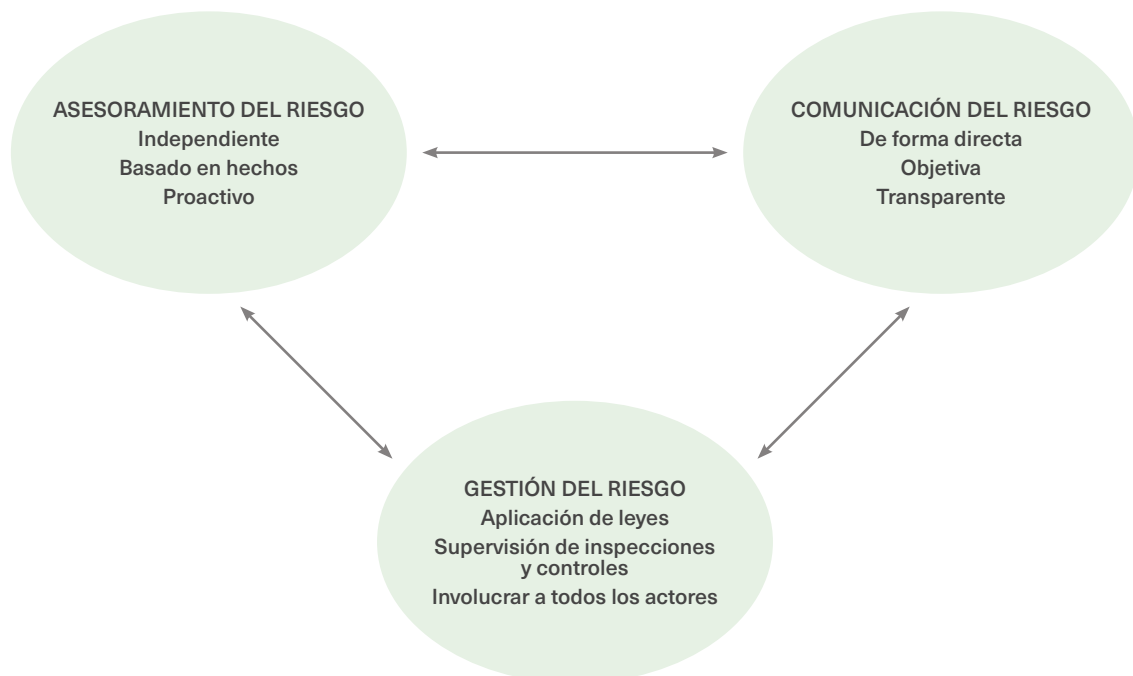 ASESORAMIENTO DEL RIESGO
Independiente
Basado en hechos
Proactivo
COMUNICACIÓN DEL RIESGO
De forma directa
Objetiva
Transparente
GESTIÓN DEL RIESGO
Aplicación de leyes
Supervisión de inspecciones
y controles
Involucrar a todos los actores